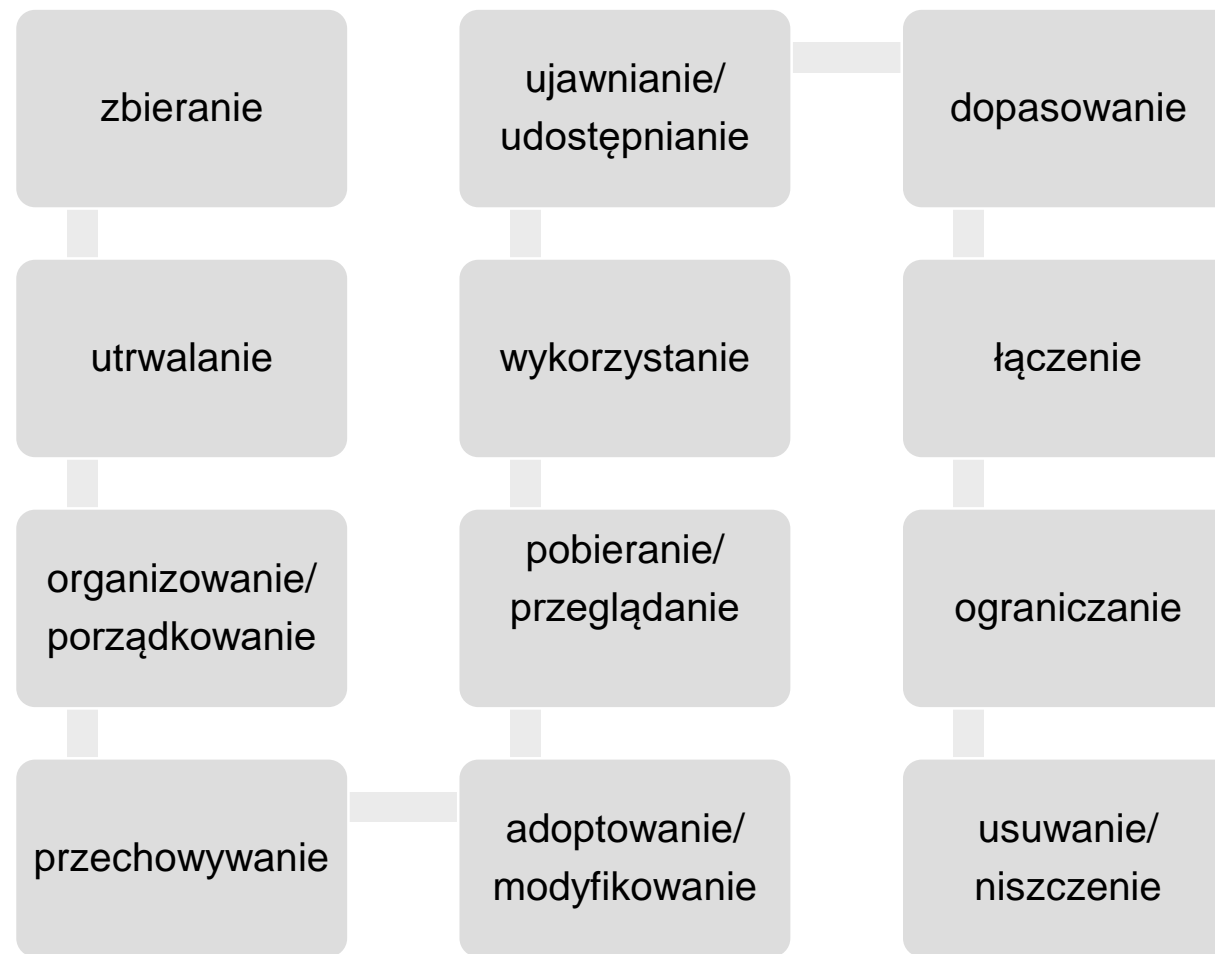 zbieranie
utrwalanie
organizowanie/
porządkowanie
przechowywanie
adoptowanie/
modyfikowanie
pobieranie/
przeglądanie
wykorzystanie
ujawnianie/
udostępnianie
dopasowanie
łączenie
ograniczanie
usuwanie/
niszczenie